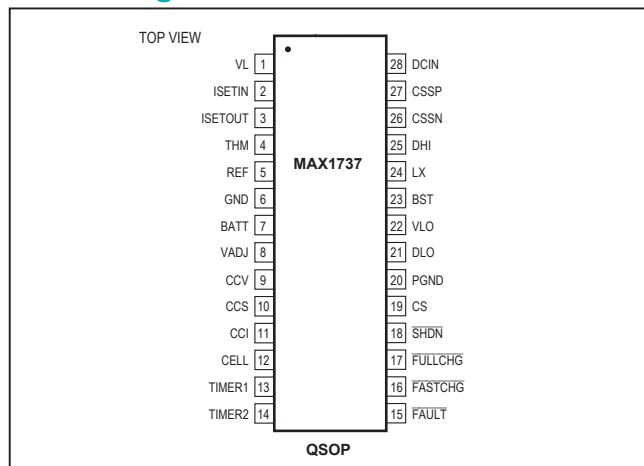 TOP VIEW
VL 1 28 DCIN
ISETIN 2 27 CSSP
ISETOUT 3 26 CSSN
THM 4 25 DHI
MAX1737
REF 5 24 LX
GND 6 23 BST
BATT 7 22 VLO
VADJ 8 21 DLO
CCV 9 20 PGND
CCS 10 19 CS
CCI 11 18 SHDN
CELL 12 17 FULLCHG
TIMER1 13 16 FASTCHG
TIMER2 14 15 FAULT
QSOP